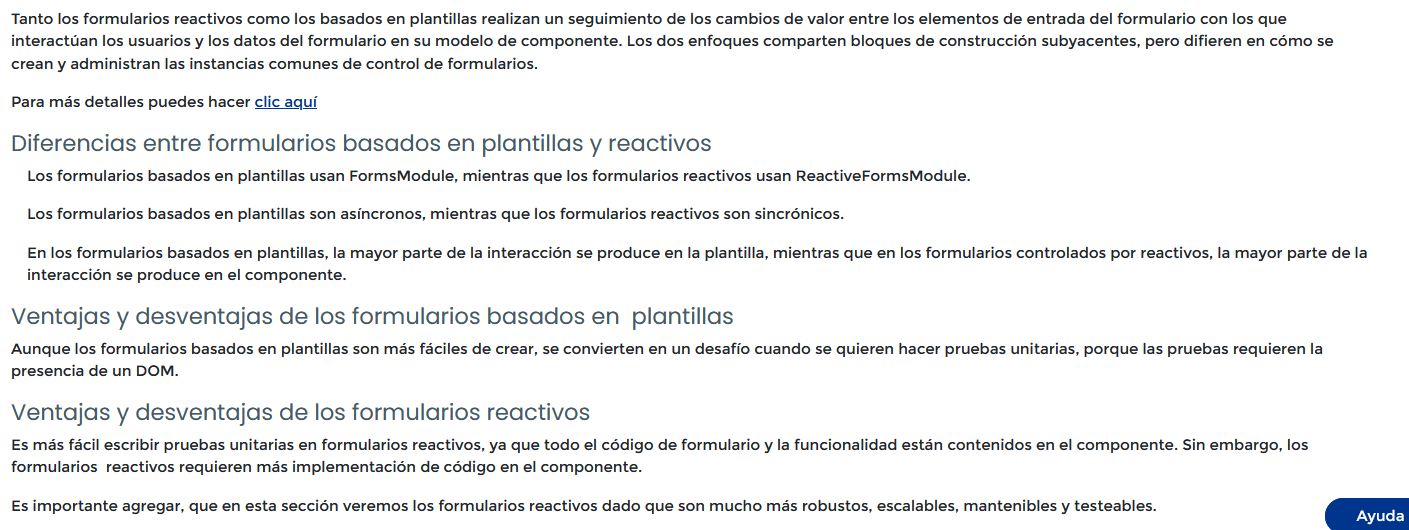 Tanto los formularios reactivos como los basados en plantillas realizan un seguimiento de los cambios de valor entre los elementos de entrada del formulario con los que
interactúan los usuarios y los datos del formulario en su modelo de componente. Los dos enfoques comparten bloques de construcción subyacentes, pero difieren en cómo se
crean y administran las instancias comunes de control de formularios.
Para más detalles puedes hacer clic aquí
Diferencias entre formularios basados en plantillas y reactivos
Los formularios basados en plantillas usan FormsModule, mientras que los formularios reactivos usan ReactiveFormsModule.
Los formularios basados en plantillas son asíncronos, mientras que los formularios reactivos son sincrónicos.
En los formularios basados en plantillas, la mayor parte de la interacción se produce en la plantilla, mientras que en los formularios controlados por reactivos, la mayor parte de la
interacción se produce en el componente.
Ventajas y desventajas de los formularios basados en  plantillas
Aunque los formularios basados en plantillas son más fáciles de crear, se convierten en un desafío cuando se quieren hacer pruebas unitarias, porque las pruebas requieren la
presencia de un DOM.
Ventajas y desventajas de los formularios reactivos
Es más fácil escribir pruebas unitarias en formularios reactivos, ya que todo el código de formulario y la funcionalidad están contenidos en el componente. Sin embargo, los
formularios  reactivos requieren más implementación de código en el componente.
Es importante agregar, que en esta sección veremos los formularios reactivos dado que son mucho más robustos, escalables, mantenibles y testeables.
Ayuda